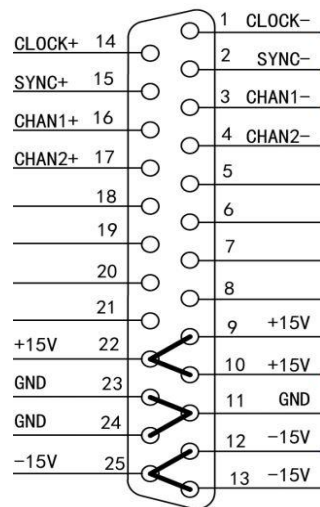 1 CLOCK-
CLOCK+ 14
2 SYNC-
SYNC+ 15
3 CHAN1-
CHAN1+ 16
4 CHAN2-
CHAN2+ 17
5
18
6
19
7
20
8
21
9 +15V
+15V 22
10 +15V
GND 23
11 GND
GND 24
12 -15V
-15V 25
13 -15V